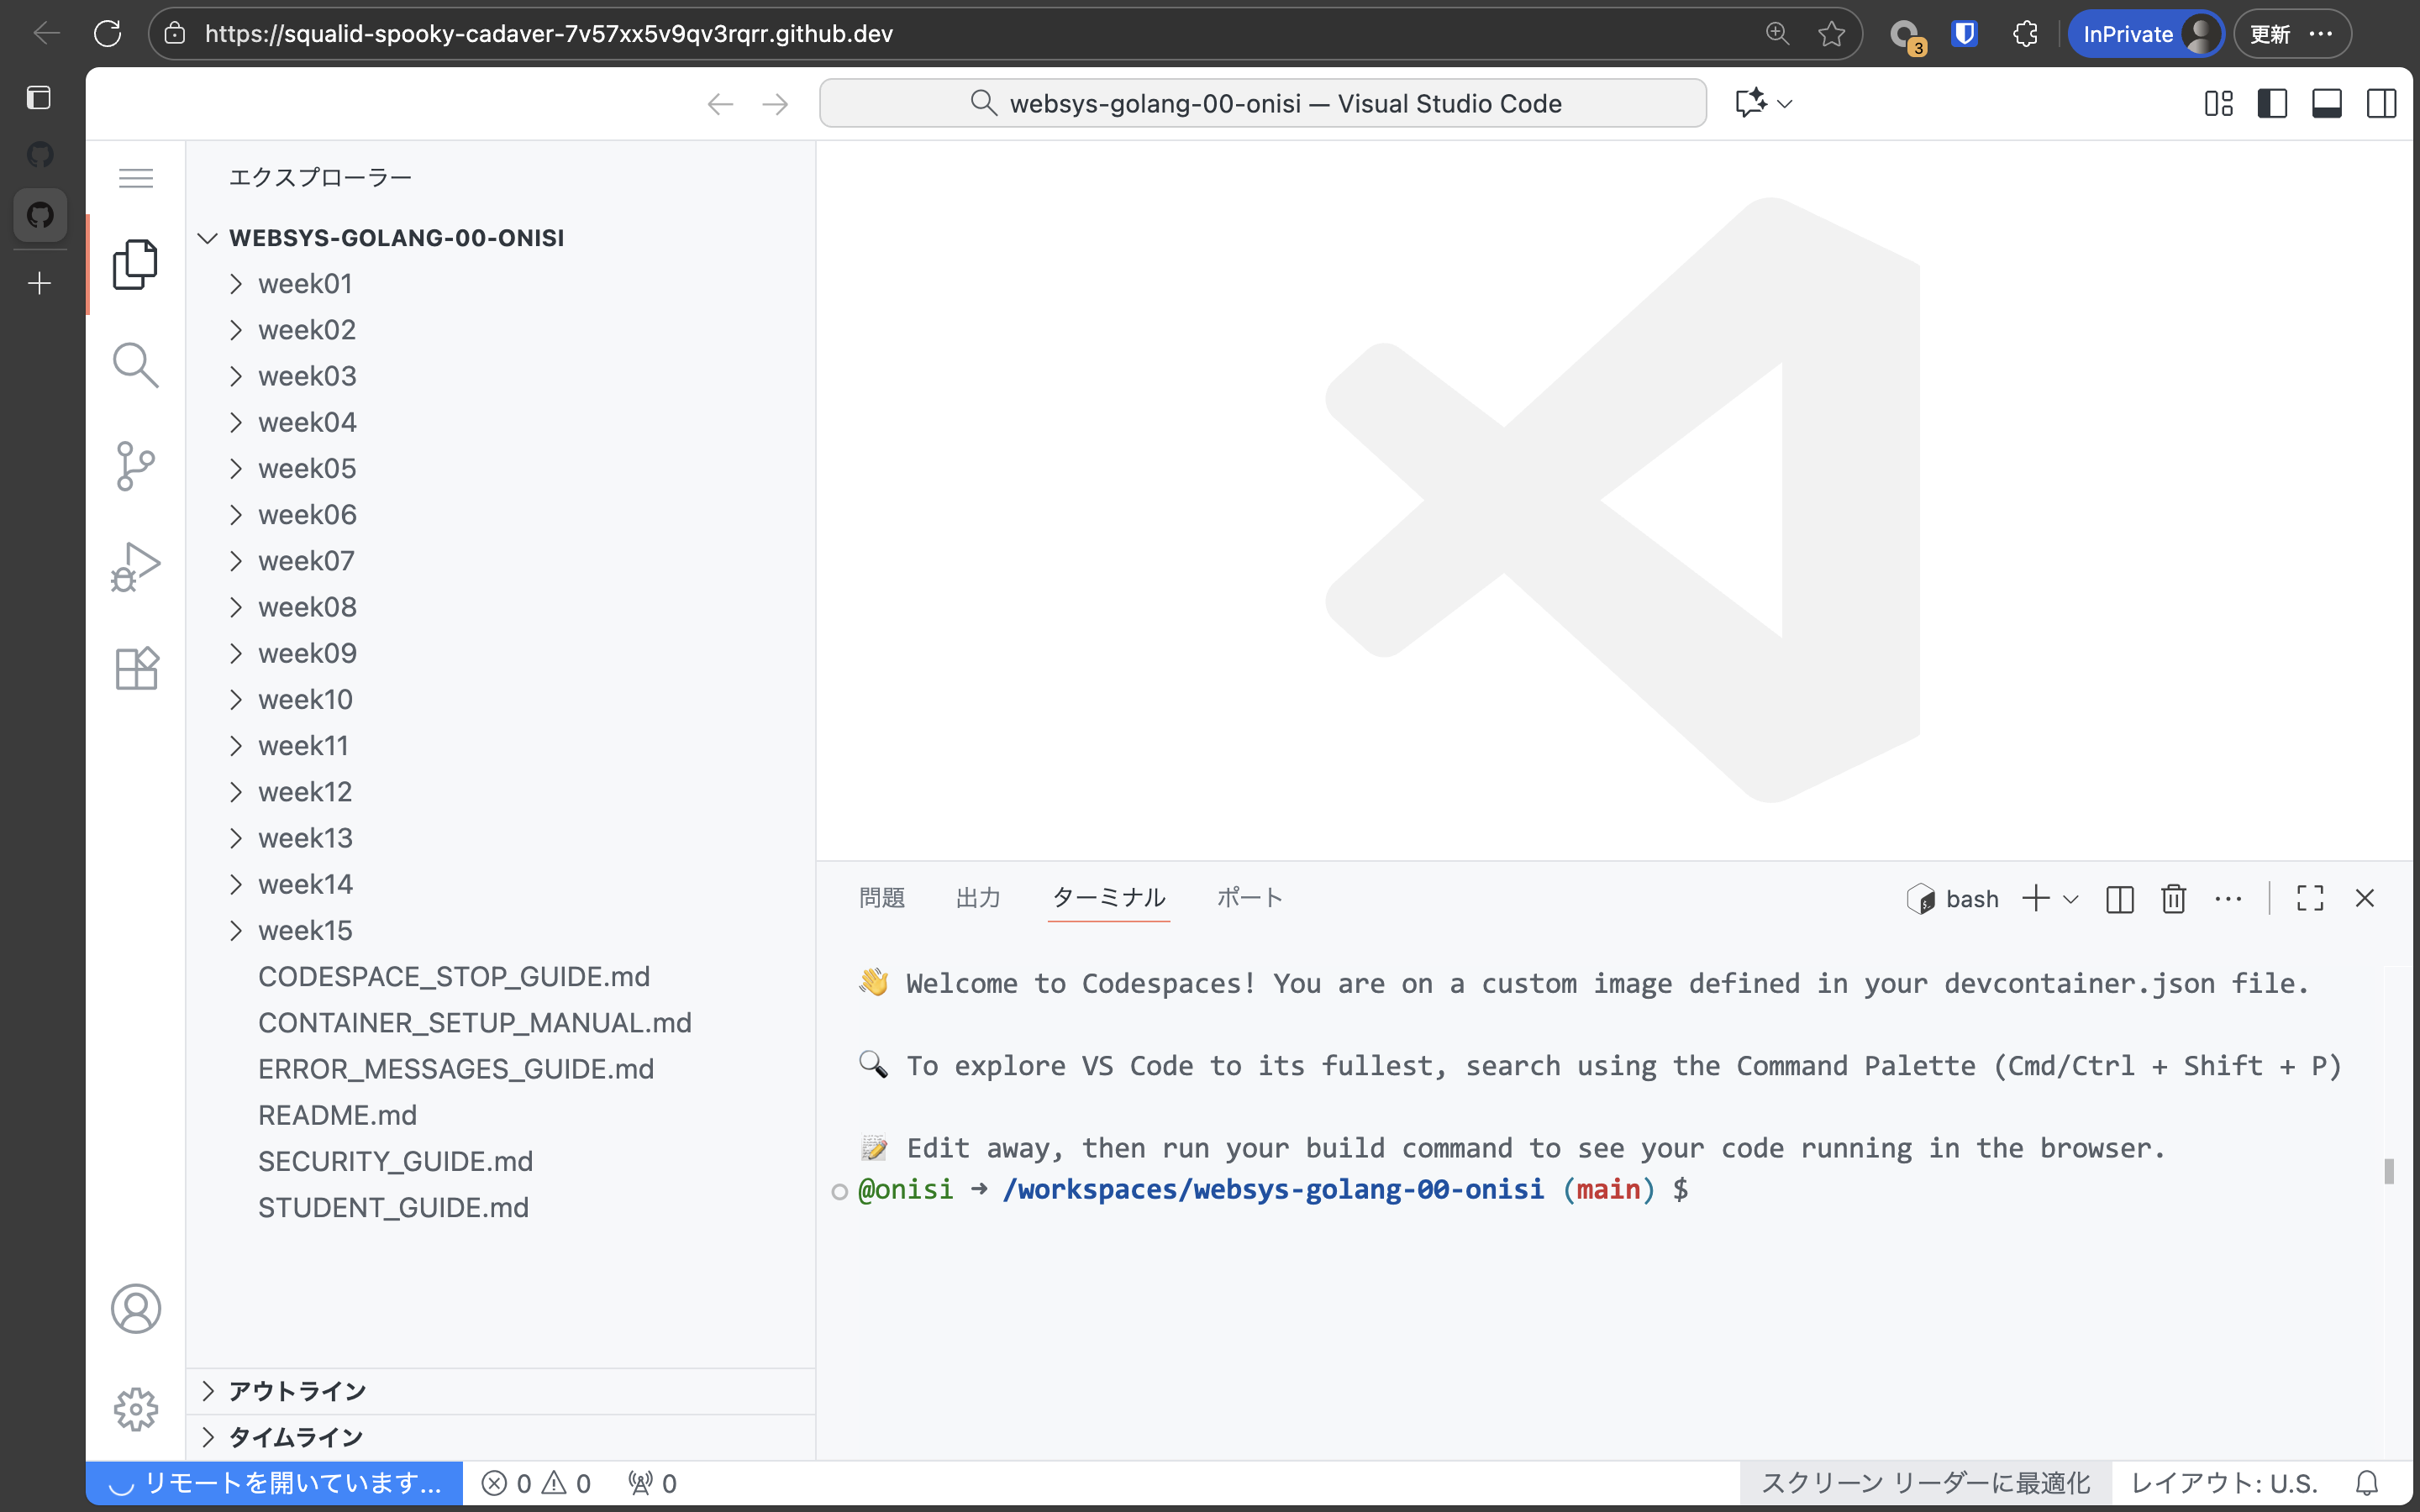 https://squalid-spooky-cadaver-7v57xx5v9qv3rqrr.github.dev
3
InPrivate
更新
websys-golang-00-onisi — Visual Studio Code
エクスプローラー
WEBSYS-GOLANG-00-ONISI
week01
week02
week03
week04
week05
week06
week07
week08
week09
week10
week11
week12
week13
week14
week15
CODESPACE_STOP_GUIDE.md
CONTAINER_SETUP_MANUAL.md
ERROR_MESSAGES_GUIDE.md
README.md
SECURITY_GUIDE.md
STUDENT_GUIDE.md
アウトライン
タイムライン
問題 出力 ターミナル ポート
bash
👋 Welcome to Codespaces! You are on a custom image defined in your devcontainer.json file.
🔍 To explore VS Code to its fullest, search using the Command Palette (Cmd/Ctrl + Shift + P)
📝 Edit away, then run your build command to see your code running in the browser.
@onisi ➜ /workspaces/websys-golang-00-onisi (main) $
リモートを開いています... 0 0 0
スクリーン リーダーに最適化 レイアウト: U.S.